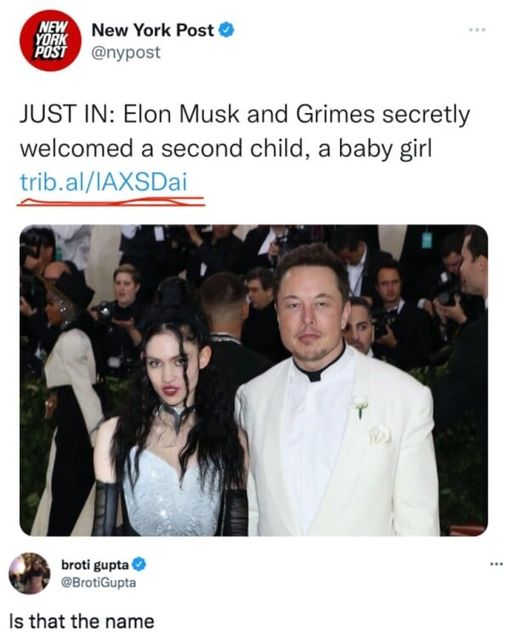 NEW
YORK
POST
New York Post
@nypost
JUST IN: Elon Musk and Grimes secretly
welcomed a second child, a baby girl
trib.al/IAXSDai
broti gupta
@BrotiGupta
Is that the name